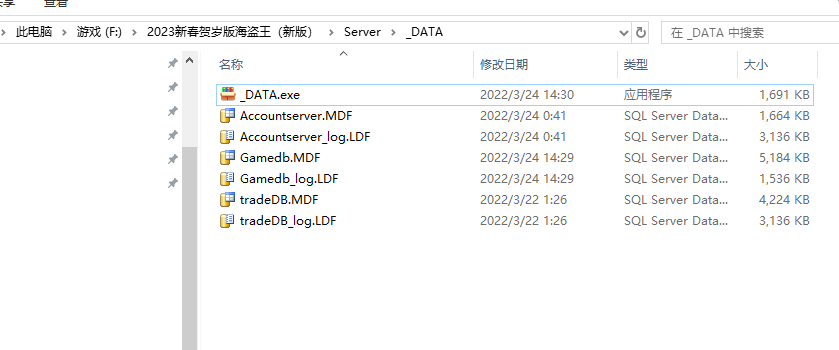 查看
此电脑 游戏 (F:) 2023新春贺岁版海盗王（新版） Server _DATA 在 _DATA 中搜索
名称 修改日期 类型 大小
_DATA.exe 2022/3/24 14:30 应用程序 1,691 KB
Accountserver.MDF 2022/3/24 0:41 SQL Server Data... 1,664 KB
Accountserver_log.LDF 2022/3/24 0:41 SQL Server Data... 3,136 KB
Gamedb.MDF 2022/3/24 14:29 SQL Server Data... 5,184 KB
Gamedb_log.LDF 2022/3/24 14:29 SQL Server Data... 1,536 KB
tradeDB.MDF 2022/3/22 1:26 SQL Server Data... 4,224 KB
tradeDB_log.LDF 2022/3/22 1:26 SQL Server Data... 3,136 KB